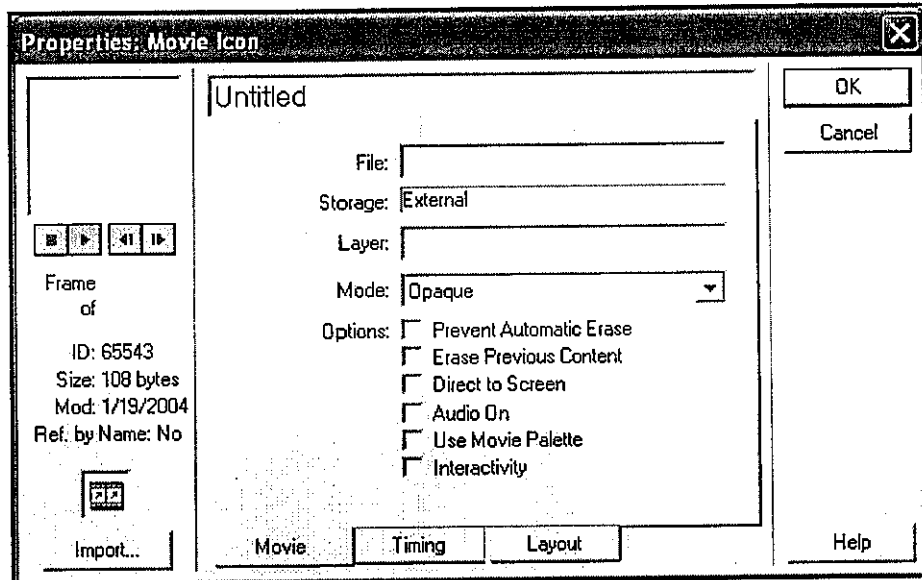 Properties: Movie Icon
Untitled
OK
Cancel
File:
Storage: External
Layer:
Mode: Opaque
Options: Prevent Automatic Erase
Erase Previous Content
Direct to Screen
Audio On
Use Movie Palette
Interactivity
Frame
of
ID: 65543
Size: 108 bytes
Mod: 1/19/2004
Ref. by Name: No
Import...
Movie
Timing
Layout
Help